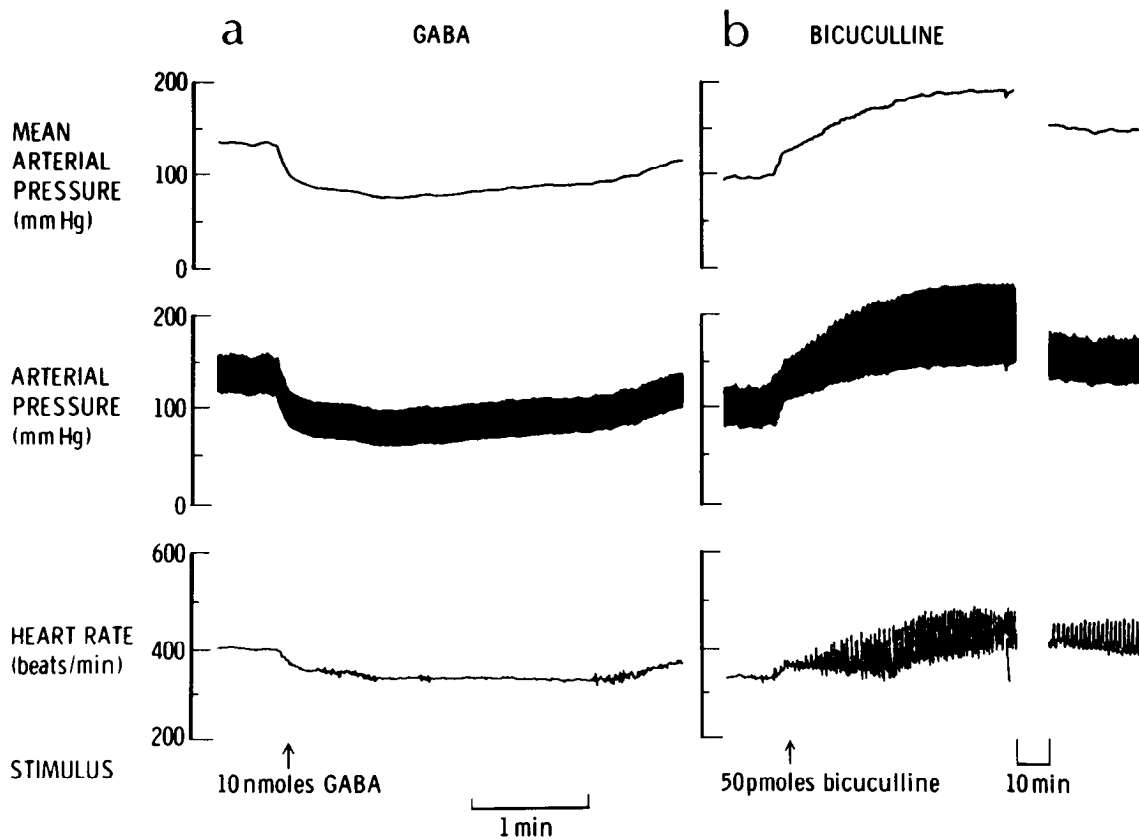 a
GABA
b
BICUCULLINE
MEAN
ARTERIAL
PRESSURE
(mm Hg)
200
100
0
ARTERIAL
PRESSURE
(mm Hg)
200
100
0
HEART RATE
(beats/min)
600
400
200
STIMULUS
10 nmoles GABA
1 min
50 pmoles bicuculline
10 min